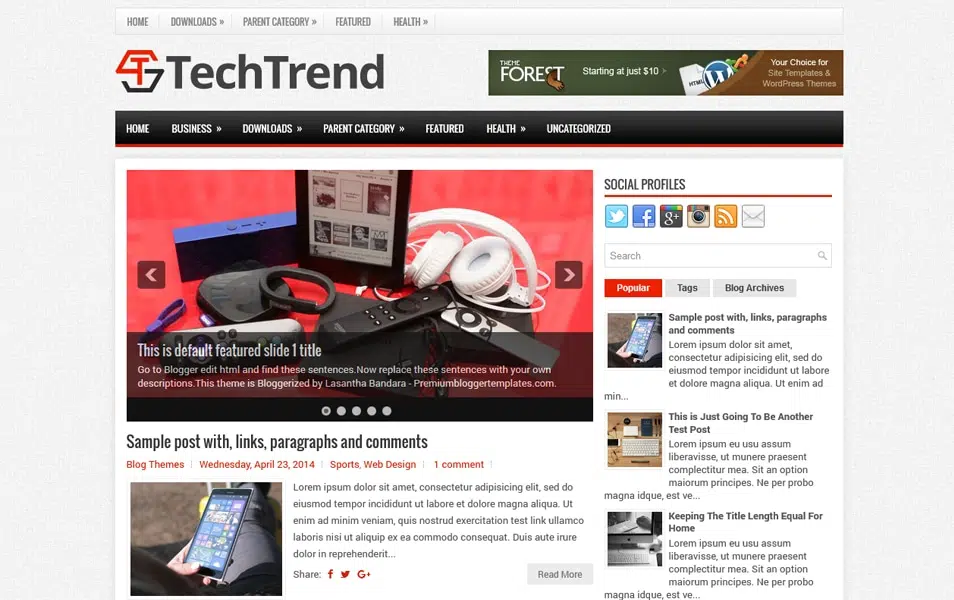 HOME DOWNLOADS » PARENT CATEGORY » FEATURED HEALTH »
TechTrend
THEME
FOREST
Starting at just $10
HTML
Your Choice for
Site Templates &
WordPress Themes
HOME BUSINESS » DOWNLOADS » PARENT CATEGORY » FEATURED HEALTH » UNCATEGORIZED
This is default featured slide 1 title
Go to Blogger edit html and find these sentences.Now replace these sentences with your own
descriptions.This theme is Bloggerized by Lasantha Bandara - Premiumbloggertemplates.com.
Sample post with, links, paragraphs and comments
Blog Themes Wednesday, April 23, 2014 Sports, Web Design 1 comment
Lorem ipsum dolor sit amet, consectetur adipisicing elit, sed do
eiusmod tempor incididunt ut labore et dolore magna aliqua. Ut
enim ad minim veniam, quis nostrud exercitation test link ullamco
laboris nisi ut aliquip ex ea commodo consequat. Duis aute irure
dolor in reprehenderit...
Share:
Read More
SOCIAL PROFILES
Search
Popular Tags Blog Archives
Sample post with, links, paragraphs
and comments
Lorem ipsum dolor sit amet,
consectetur adipisicing elit, sed do
eiusmod tempor incididunt ut labore
et dolore magna aliqua. Ut enim ad
min...
This is Just Going To Be Another
Test Post
Lorem ipsum eu usu assum
liberavisse, ut munere praesent
complectitur mea. Sit an option
maiorum principes. Ne per probo
magna idque, est ve...
Keeping The Title Length Equal For
Home
Lorem ipsum eu usu assum
liberavisse, ut munere praesent
complectitur mea. Sit an option
maiorum principes. Ne per probo
magna idque, est ve...